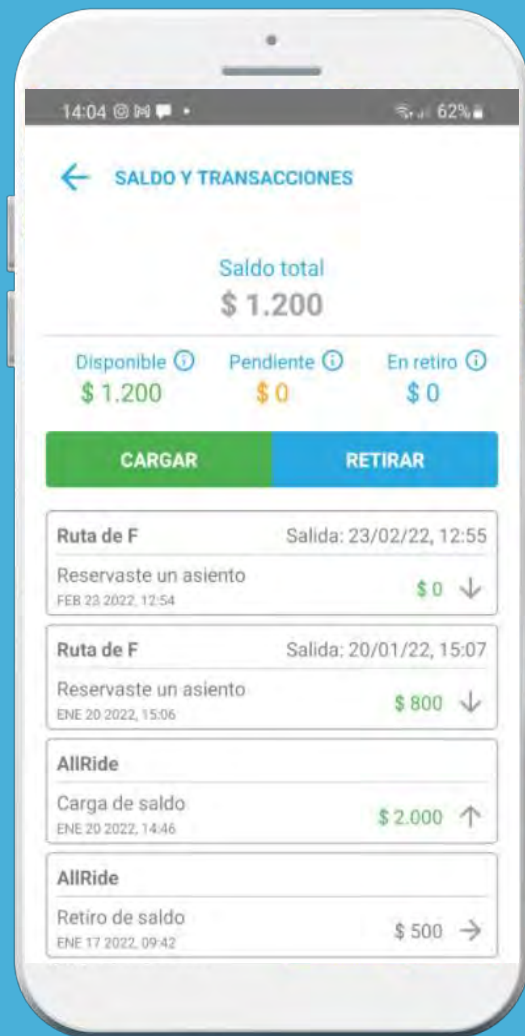 14:04 62%
SALDO Y TRANSACCIONES
Saldo total
$ 1.200
Disponible Pendiente En retiro
$ 1.200 $ 0 $ 0
CARGAR RETIRAR
Ruta de F Salida: 23/02/22, 12:55
Reservaste un asiento $ 0
FEB 23 2022, 12:54
Ruta de F Salida: 20/01/22, 15:07
Reservaste un asiento $ 800
ENE 20 2022, 15:06
AllRide
Carga de saldo $ 2.000
ENE 20 2022, 14:46
AllRide
Retiro de saldo $ 500
ENE 17 2022, 09:42